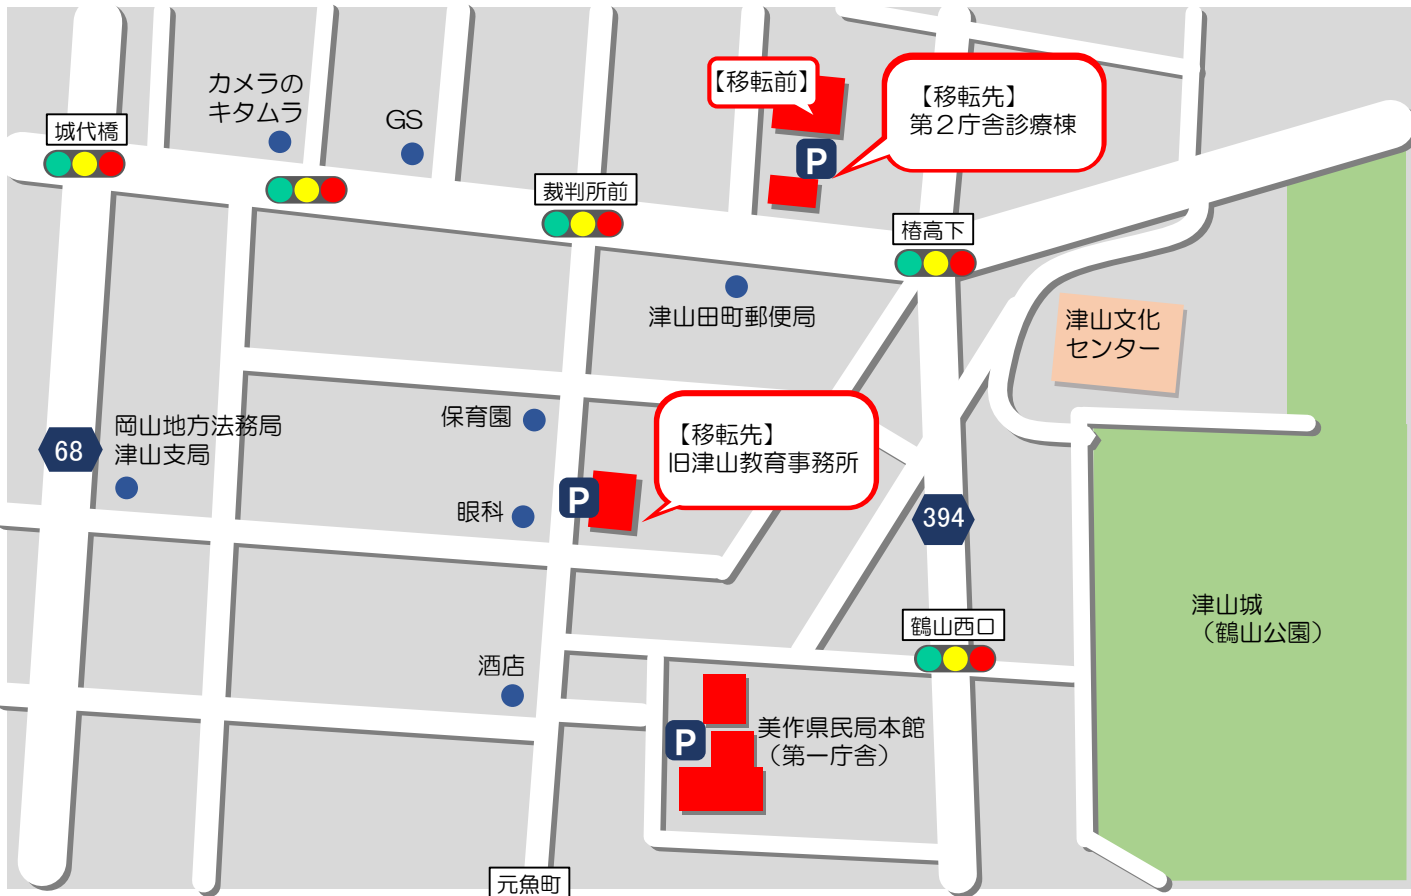 カメラの
キタムラ
GS
城代橋
【移転前】
【移転先】
第2庁舎診療棟
P
裁判所前
椿高下
津山田町郵便局
津山文化
センター
岡山地方法務局
津山支局
68
保育園
眼科
【移転先】
旧津山教育事務所
P
394
津山城
（鶴山公園）
鶴山西口
酒店
美作県民局本館
（第一庁舎）
P
元魚町